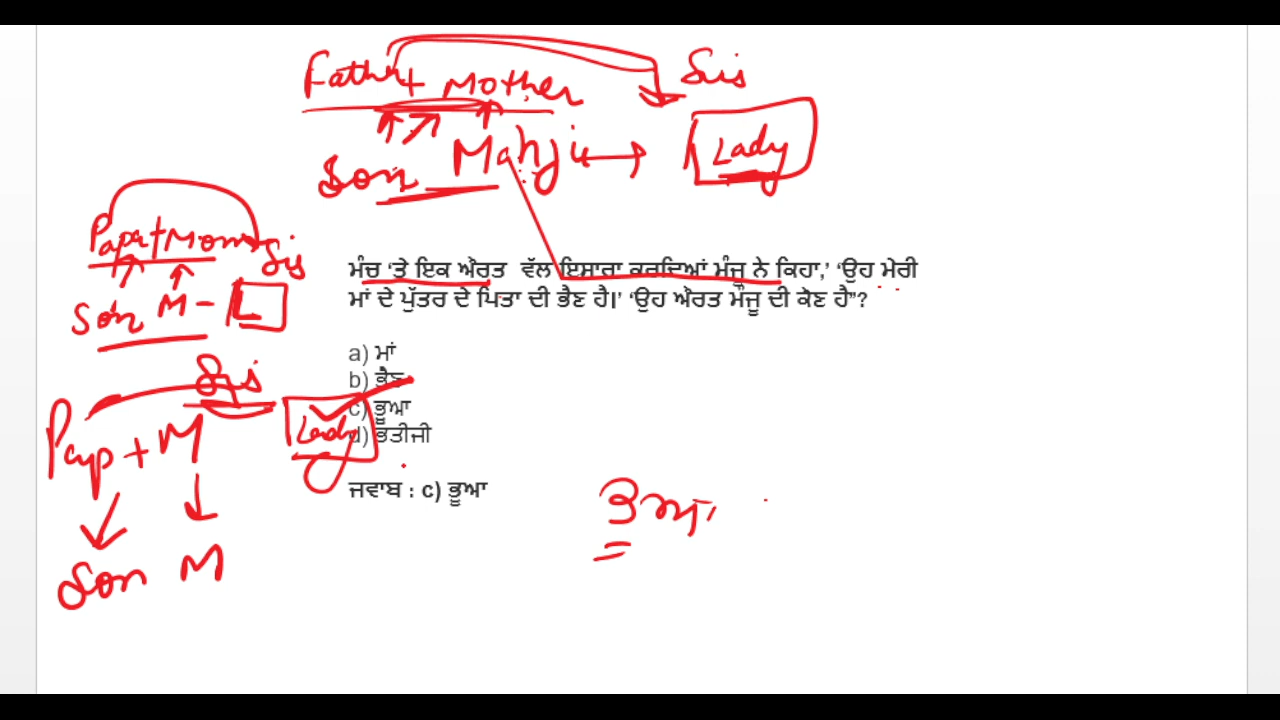 Father + Mother Sis
Son Manju → Lady
Papa + Mom Sis
Son M - L
ਮੰਚ 'ਤੇ ਇਕ ਔਰਤ ਵੱਲ ਇਸ਼ਾਰਾ ਕਰਦਿਆਂ ਮੰਜੂ ਨੇ ਕਿਹਾ,' 'ਉਹ ਮੇਰੀ
ਮਾਂ ਦੇ ਪੁੱਤਰ ਦੇ ਪਿਤਾ ਦੀ ਭੈਣ ਹੈ।' 'ਉਹ ਔਰਤ ਮੰਜੂ ਦੀ ਕੋਣ ਹੈ"?
a) ਮਾਂ
b) ਭੈਣ
c) ਭੂਆ
d) ਭਤੀਜੀ
Sis
Pap + M Lady
Son M
ਜਵਾਬ : c) ਭੂਆ